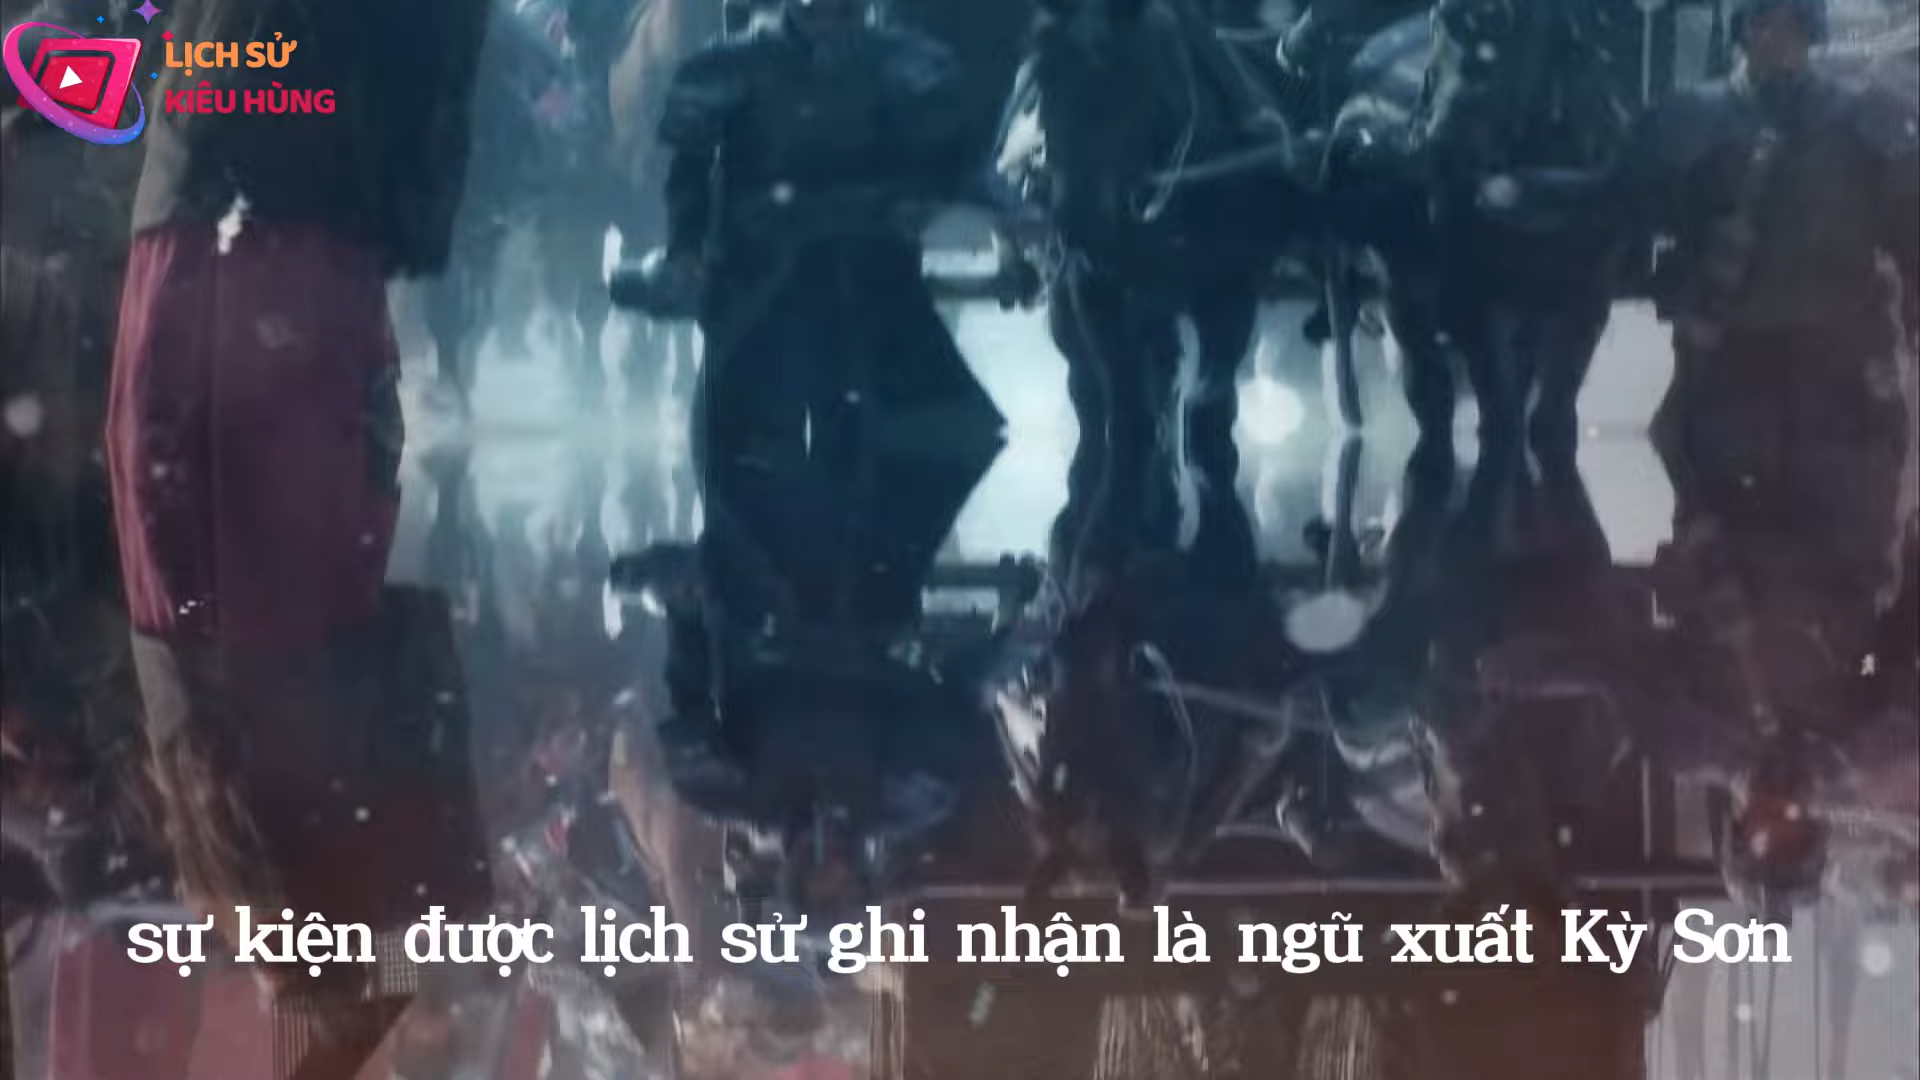 LỊCH SỬ
KIÊU HÙNG
sự kiện được lịch sử ghi nhận là ngũ xuất Kỳ Sơn